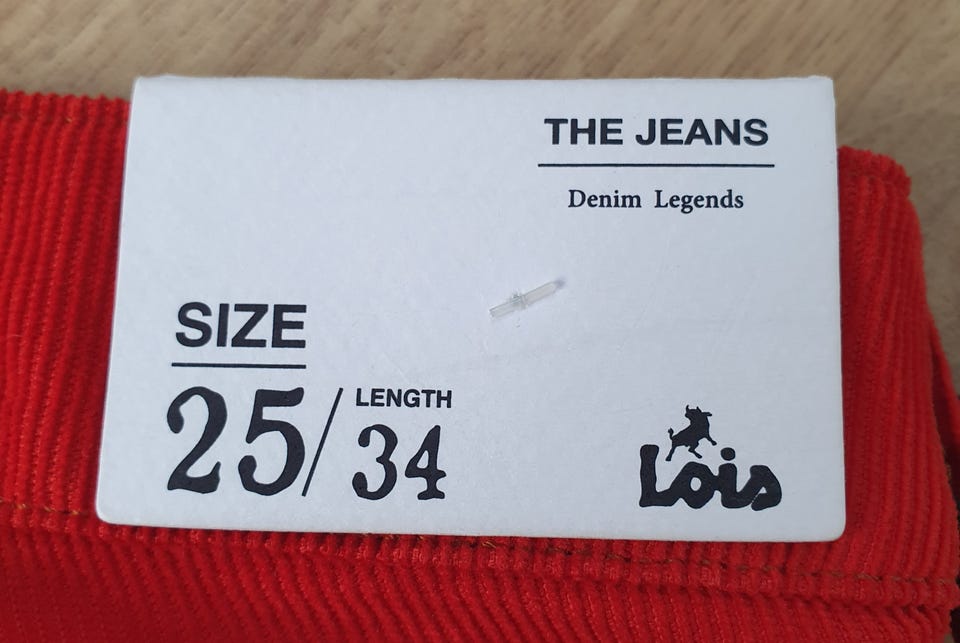 THE JEANS
Denim Legends
SIZE
25/ LENGTH
34
Lois